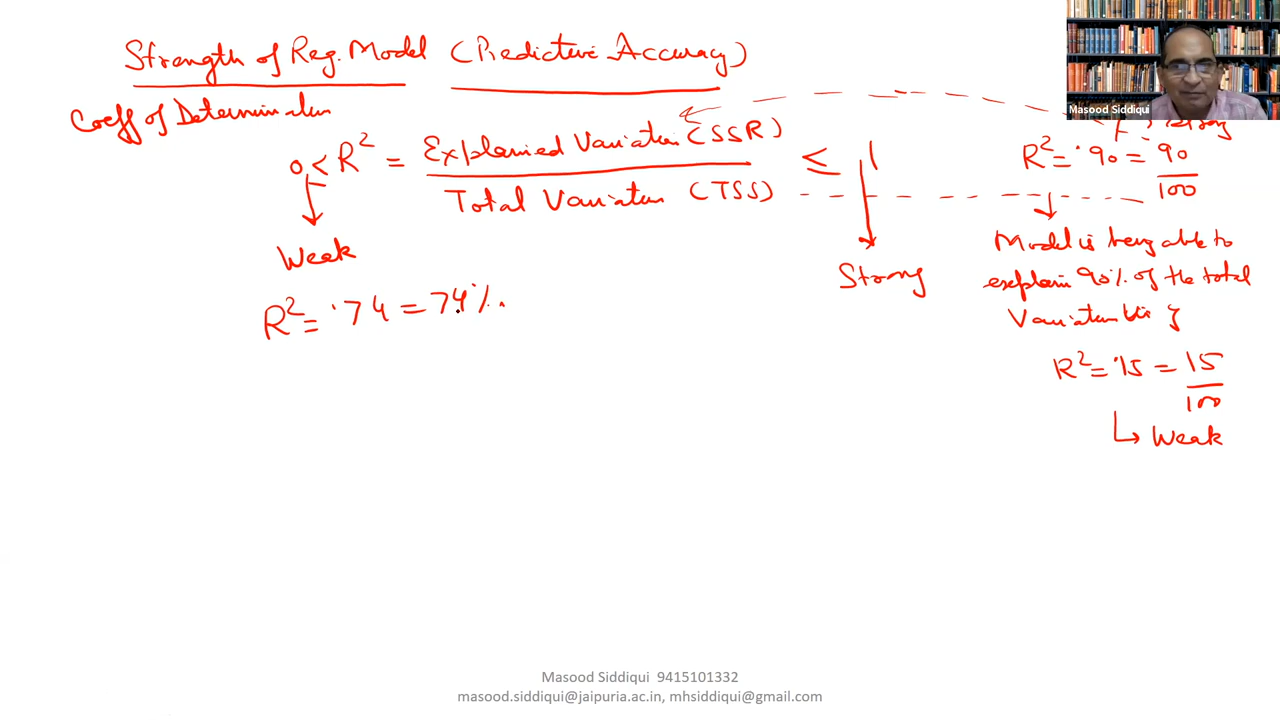 Strength of Reg. Model (Predictive Accuracy)
Coeff of Determination
0 < R² = Explained Variation (SSR) / Total Variation (TSS) ≤ 1
Weak
Strong
R² = .74 = 74%.
Masood Siddiqui
Strong
R² = .90 = 90/100
Model is being able to
explain 90% of the total
Variation in y
R² = .15 = 15/100
↳ Weak
Masood Siddiqui 9415101332
masood.siddiqui@jaipuria.ac.in, mhsiddiqui@gmail.com